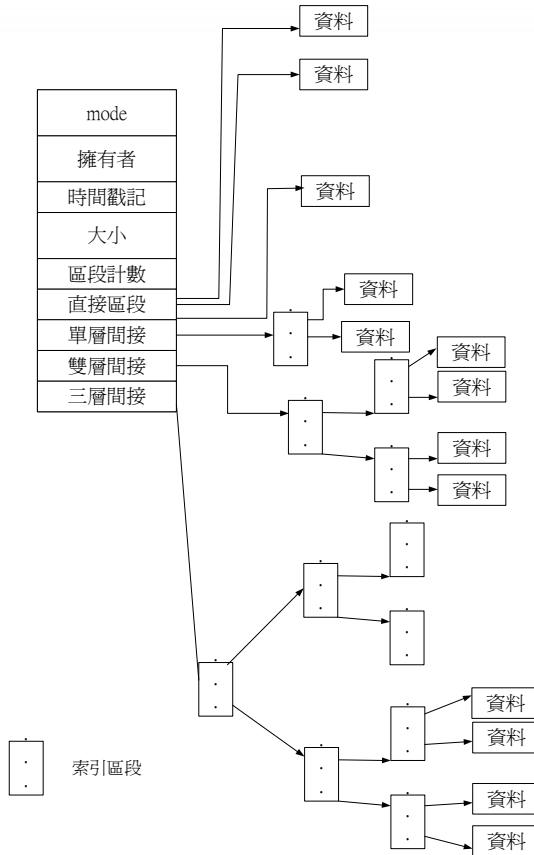 資料
資料
mode
擁有者
時間戳記
大小
區段計數
直接區段
單層間接
雙層間接
三層間接
資料
資料
資料
資料
資料
資料
資料
資料
資料
資料
資料
索引區段